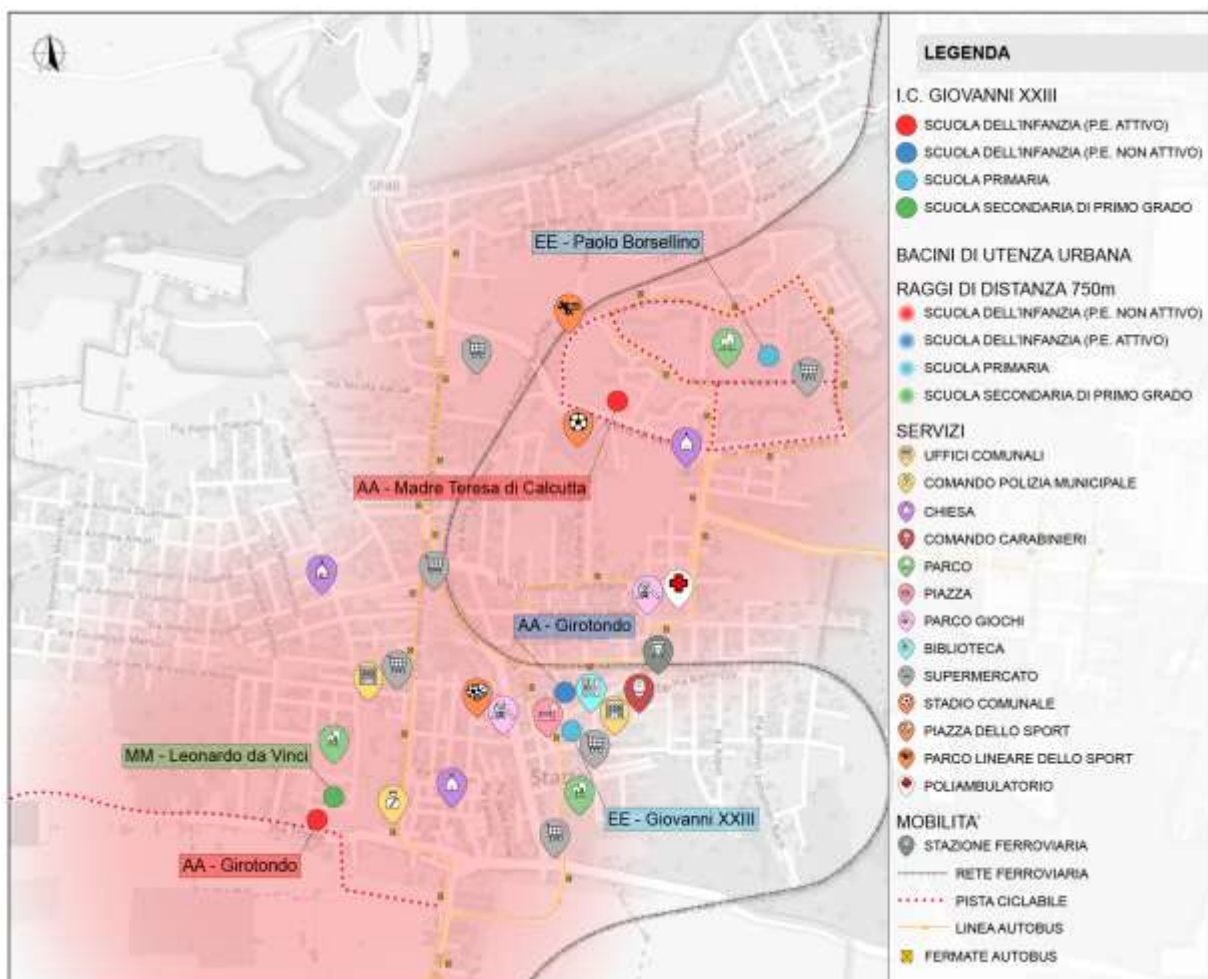 SP48
SP48
EE - Paolo Borsellino
AA - Madre Teresa di Calcutta
AA - Girotondo
MM - Leonardo da Vinci
EE - Giovanni XXIII
AA - Girotondo
LEGENDA
I.C. GIOVANNI XXIII
SCUOLA DELL'INFANZIA (P.E. ATTIVO)
SCUOLA DELL'INFANZIA (P.E. NON ATTIVO)
SCUOLA PRIMARIA
SCUOLA SECONDARIA DI PRIMO GRADO
BACINI DI UTENZA URBANA
RAGGI DI DISTANZA 750m
SCUOLA DELL'INFANZIA (P.E. NON ATTIVO)
SCUOLA DELL'INFANZIA (P.E. ATTIVO)
SCUOLA PRIMARIA
SCUOLA SECONDARIA DI PRIMO GRADO
SERVIZI
UFFICI COMUNALI
COMANDO POLIZIA MUNICIPALE
CHIESA
COMANDO CARABINIERI
PARCO
PIAZZA
PARCO GIOCHI
BIBLIOTECA
SUPERMERCATO
STADIO COMUNALE
PIAZZA DELLO SPORT
PARCO LINEARE DELLO SPORT
POLIAMBULATORIO
MOBILITA'
STAZIONE FERROVIARIA
RETE FERROVIARIA
PISTA CICLABILE
LINEA AUTOBUS
FERMATE AUTOBUS